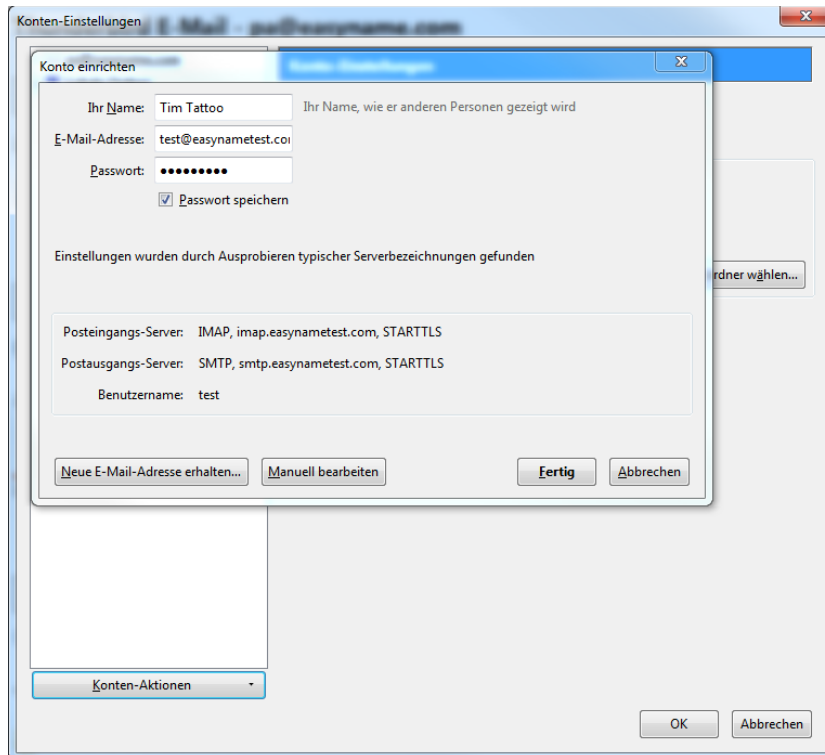 Konten-Einstellungen
Konto einrichten
Ihr Name: Tim Tattoo Ihr Name, wie er anderen Personen gezeigt wird
E-Mail-Adresse: test@easynametest.co
Passwort: •••••••••
Passwort speichern
Einstellungen wurden durch Ausprobieren typischer Serverbezeichnungen gefunden
rdner wählen...
Posteingangs-Server: IMAP, imap.easynametest.com, STARTTLS
Postausgangs-Server: SMTP, smtp.easynametest.com, STARTTLS
Benutzername: test
Neue E-Mail-Adresse erhalten... Manuell bearbeiten Fertig Abbrechen
Konten-Aktionen
OK Abbrechen